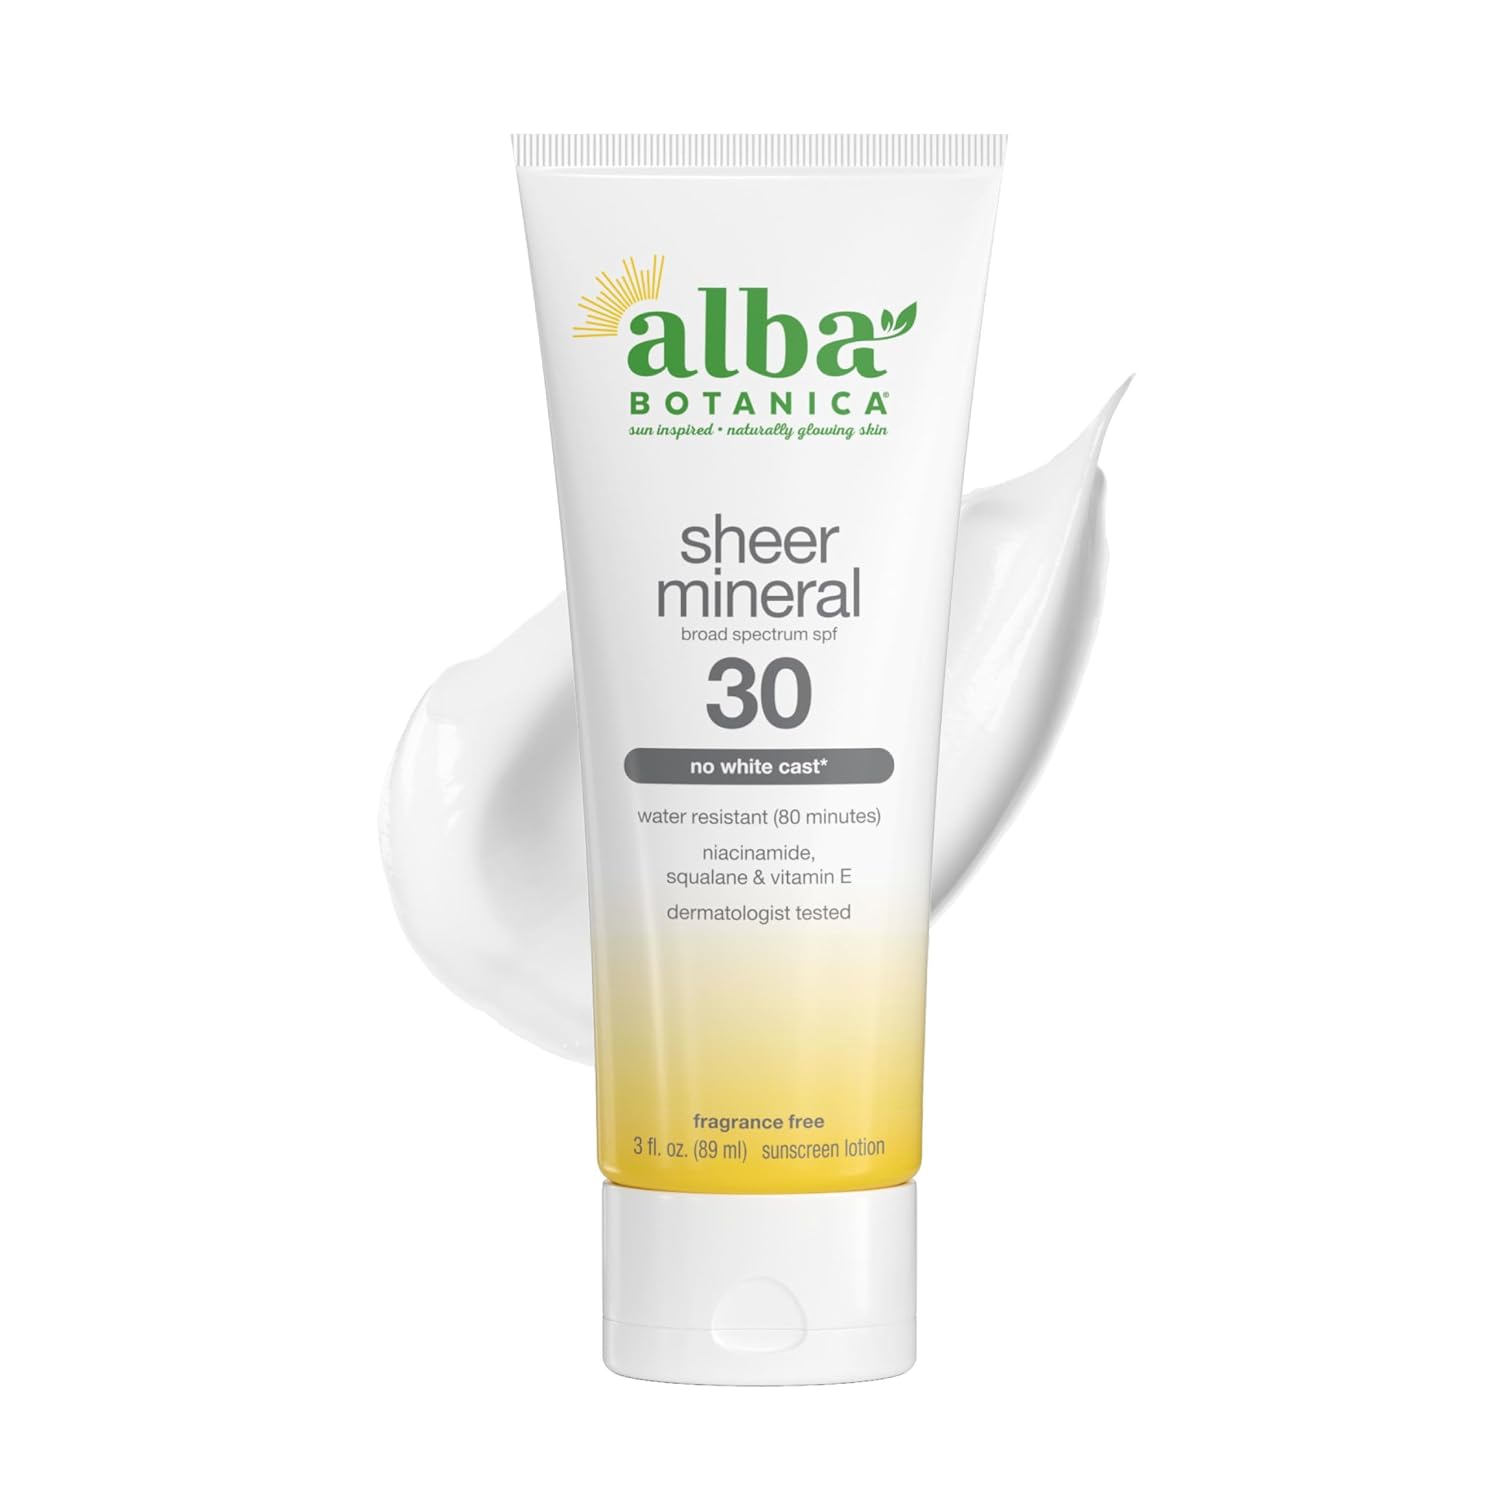 alba
BOTANICA®
sun inspired • naturally glowing skin
sheer
mineral
broad spectrum spf
30
no white cast*
water resistant (80 minutes)
niacinamide,
squalane & vitamin E
dermatologist tested
fragrance free
3 fl. oz. (89 ml) sunscreen lotion